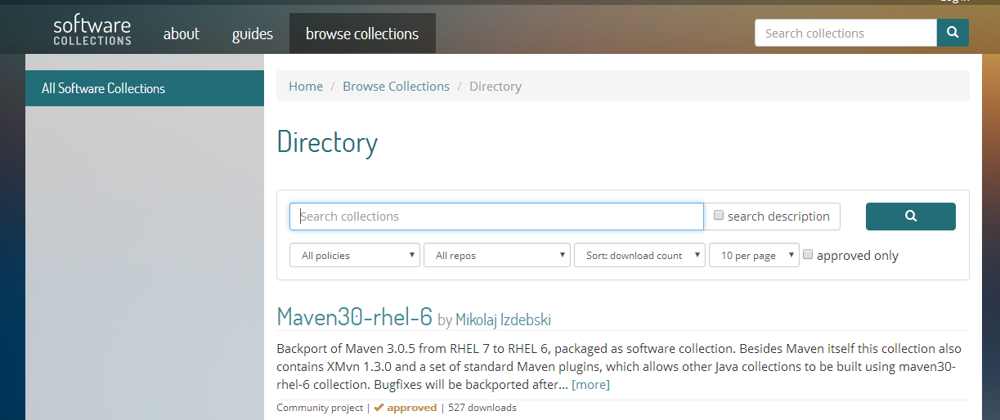 Log in
software
COLLECTIONS
about
guides
browse collections
Search collections
All Software Collections
Home / Browse Collections / Directory
Directory
Search collections
search description
All policies
All repos
Sort: download count
10 per page
approved only
Maven30-rhel-6 by Mikolaj Izdebski
Backport of Maven 3.0.5 from RHEL 7 to RHEL 6, packaged as software collection. Besides Maven itself this collection also
contains XMvn 1.3.0 and a set of standard Maven plugins, which allows other Java collections to be built using maven30-
rhel-6 collection. Bugfixes will be backported after... [more]
Community project | ✔ approved | 527 downloads